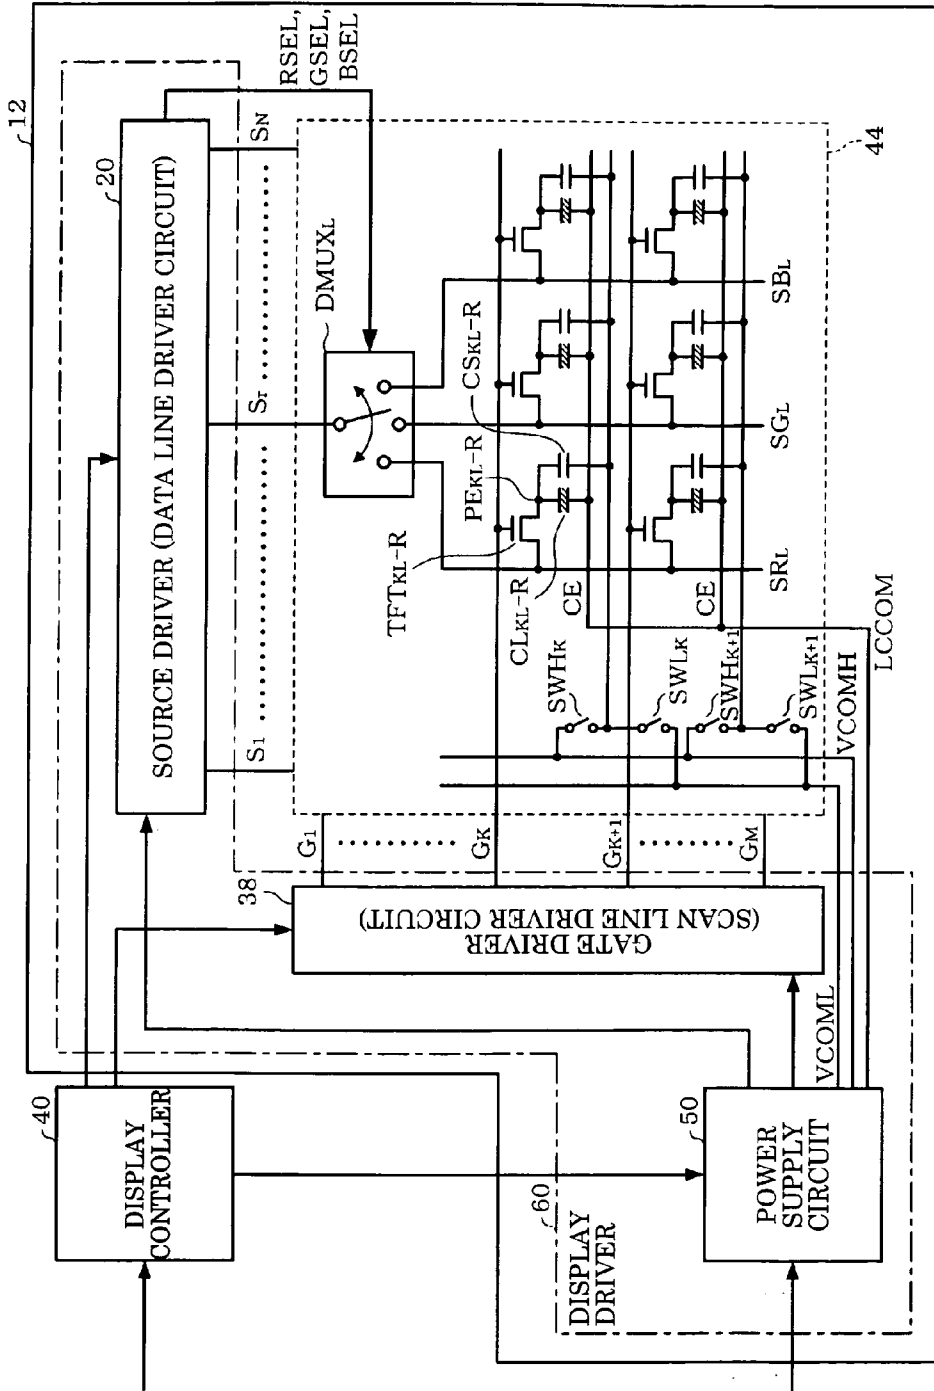 12
40
DISPLAY
CONTROLLER
20
SOURCE DRIVER (DATA LINE DRIVER CIRCUIT)
RSEL,
GSEL,
BSEL
S1
SI
SN
DMUXL
38
GATE DRIVER
(SCAN LINE DRIVER CIRCUIT)
G1
GK
GK+1
GM
TFTKL-R
PEKL-R
CSKL-R
CLKL-R
CE
CE
SWHK
SWLK
SWHK+1
SWLK+1
SRL
SGL
SBL
44
60
DISPLAY
DRIVER
50
POWER
SUPPLY
CIRCUIT
VCOML
VCOMH
LCCOM